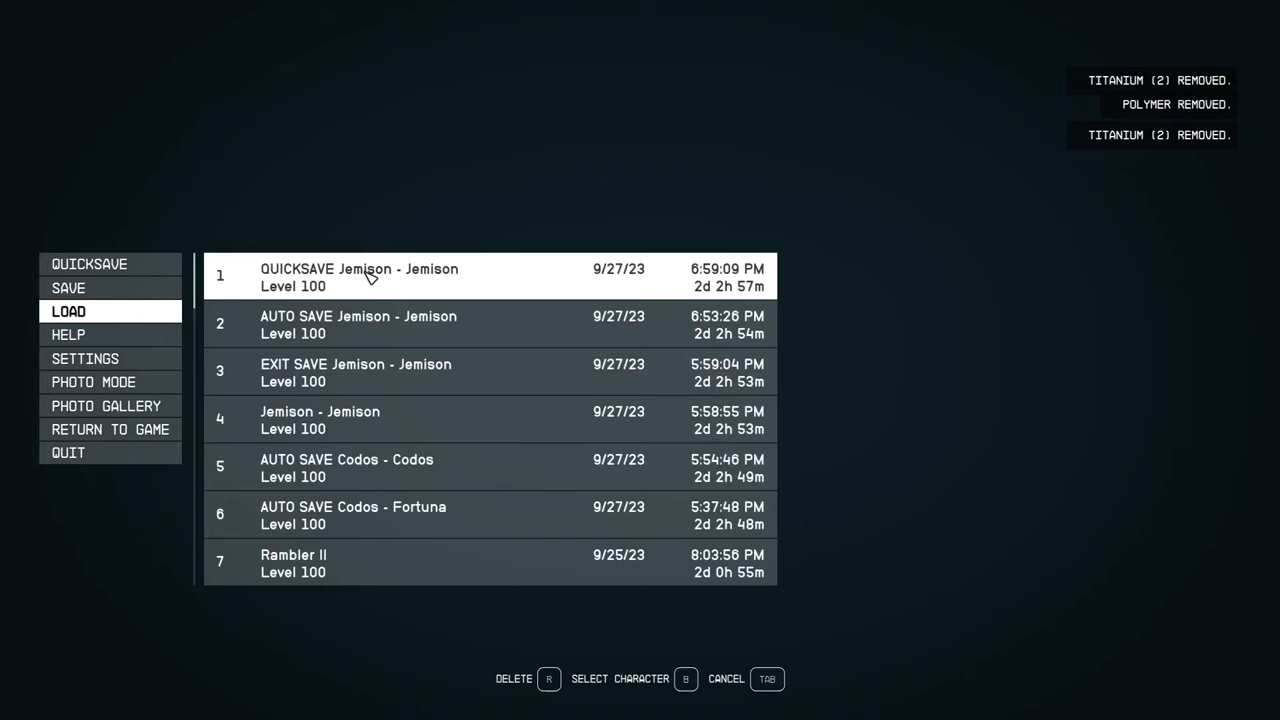 TITANIUM (2) REMOVED.
POLYMER REMOVED.
TITANIUM (2) REMOVED.
QUICKSAVE
SAVE
LOAD
HELP
SETTINGS
PHOTO MODE
PHOTO GALLERY
RETURN TO GAME
QUIT
1 QUICKSAVE Jemison - Jemison 9/27/23 6:59:09 PM
Level 100 2d 2h 57m
2 AUTO SAVE Jemison - Jemison 9/27/23 6:53:26 PM
Level 100 2d 2h 54m
3 EXIT SAVE Jemison - Jemison 9/27/23 5:59:04 PM
Level 100 2d 2h 53m
4 Jemison - Jemison 9/27/23 5:58:55 PM
Level 100 2d 2h 53m
5 AUTO SAVE Codos - Codos 9/27/23 5:54:46 PM
Level 100 2d 2h 49m
6 AUTO SAVE Codos - Fortuna 9/27/23 5:37:48 PM
Level 100 2d 2h 48m
7 Rambler II 9/25/23 8:03:56 PM
Level 100 2d 0h 55m
DELETE R SELECT CHARACTER B CANCEL TAB